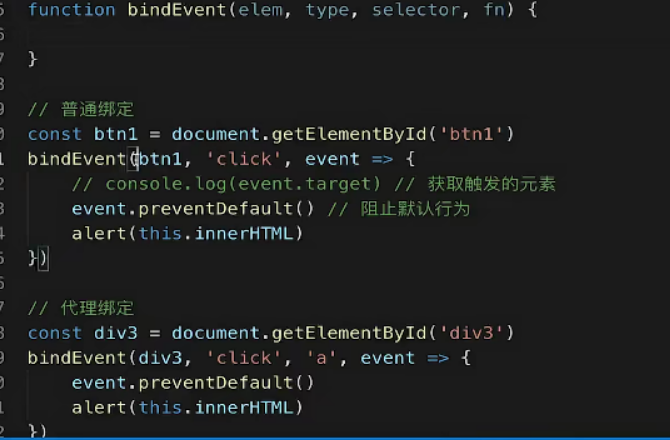 5 function bindEvent(elem, type, selector, fn) {
6
7 }
8
9 // 普通绑定
0 const btn1 = document.getElementById('btn1')
1 bindEvent(btn1, 'click', event => {
2 // console.log(event.target) // 获取触发的元素
3 event.preventDefault() // 阻止默认行为
4 alert(this.innerHTML)
5 })
6
7 // 代理绑定
8 const div3 = document.getElementById('div3')
9 bindEvent(div3, 'click', 'a', event => {
0 event.preventDefault()
1 alert(this.innerHTML)
2 })